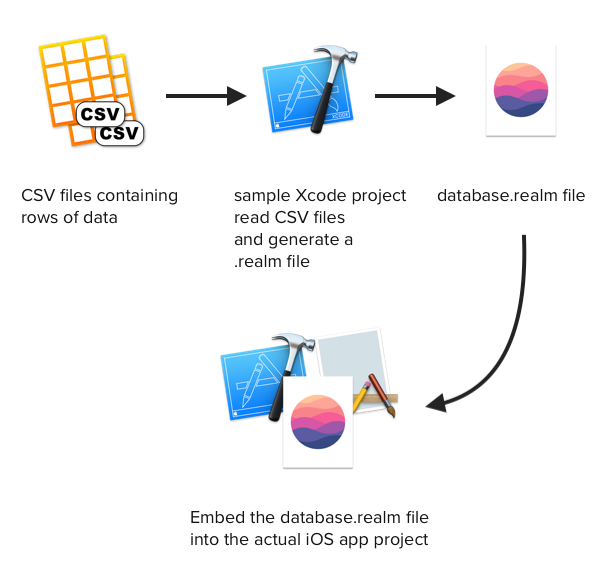 CSV
CSV
XCODE
CSV files containing
rows of data
sample Xcode project
read CSV files
and generate a
.realm file
database.realm file
Embed the database.realm file
into the actual iOS app project